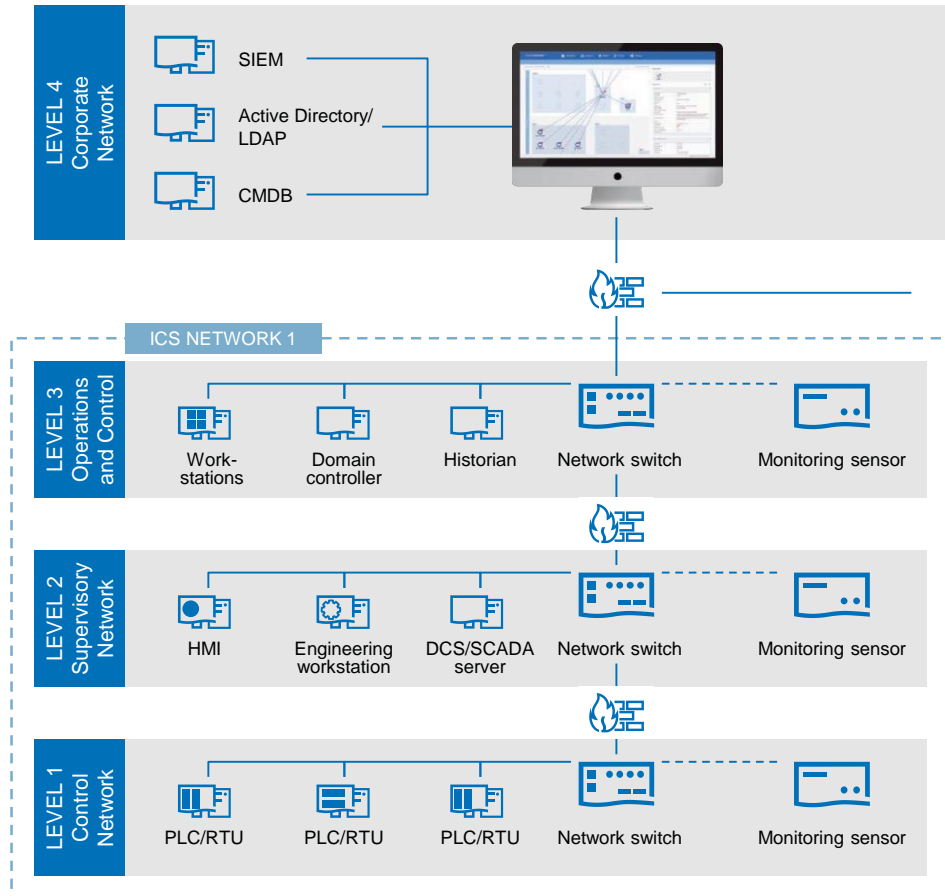 LEVEL 4
Corporate
Network
SIEM
Active Directory/
LDAP
CMDB
ICS NETWORK 1
LEVEL 3
Operations
and Control
Work-
stations
Domain
controller
Historian
Network switch
Monitoring sensor
LEVEL 2
Supervisory
Network
HMI
Engineering
workstation
DCS/SCADA
server
Network switch
Monitoring sensor
LEVEL 1
Control
Network
PLC/RTU
PLC/RTU
PLC/RTU
Network switch
Monitoring sensor